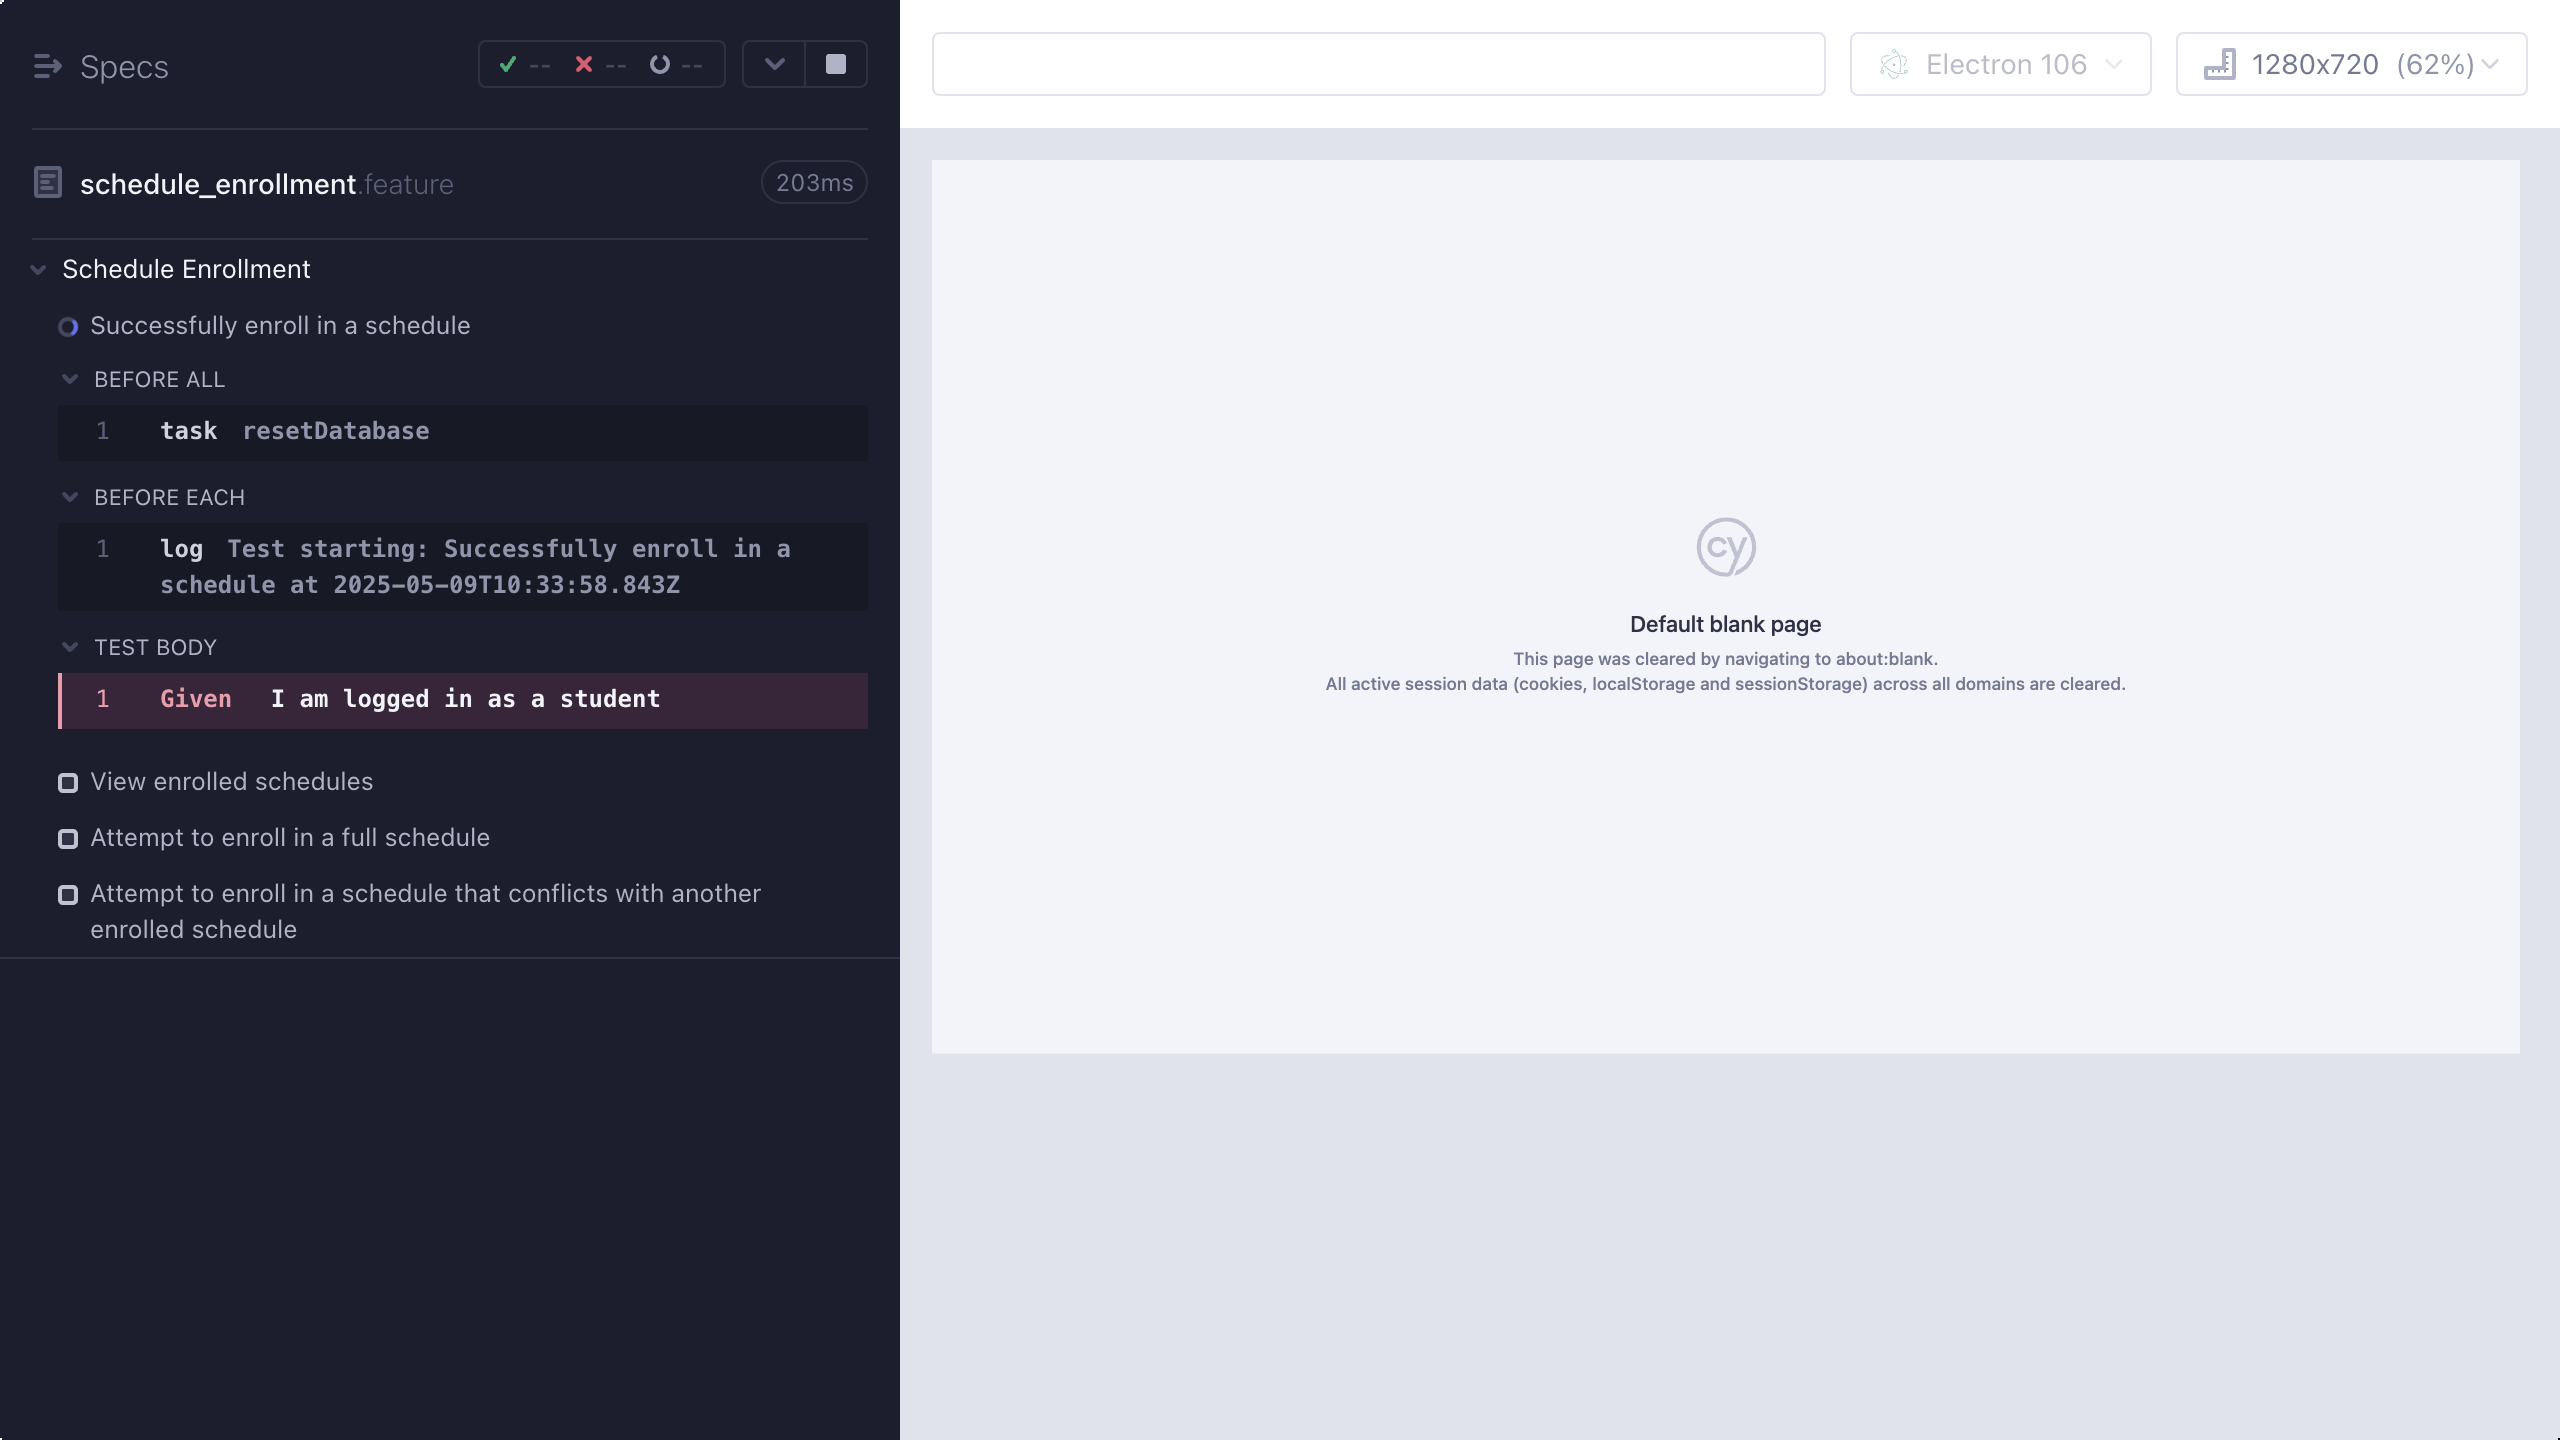 Specs
-- -- --
schedule_enrollment.feature
203ms
Schedule Enrollment
Successfully enroll in a schedule
BEFORE ALL
1 task resetDatabase
BEFORE EACH
1 log Test starting: Successfully enroll in a
schedule at 2025-05-09T10:33:58.843Z
TEST BODY
1 Given I am logged in as a student
View enrolled schedules
Attempt to enroll in a full schedule
Attempt to enroll in a schedule that conflicts with another
enrolled schedule
Electron 106
1280x720 (62%)
cy
Default blank page
This page was cleared by navigating to about:blank.
All active session data (cookies, localStorage and sessionStorage) across all domains are cleared.